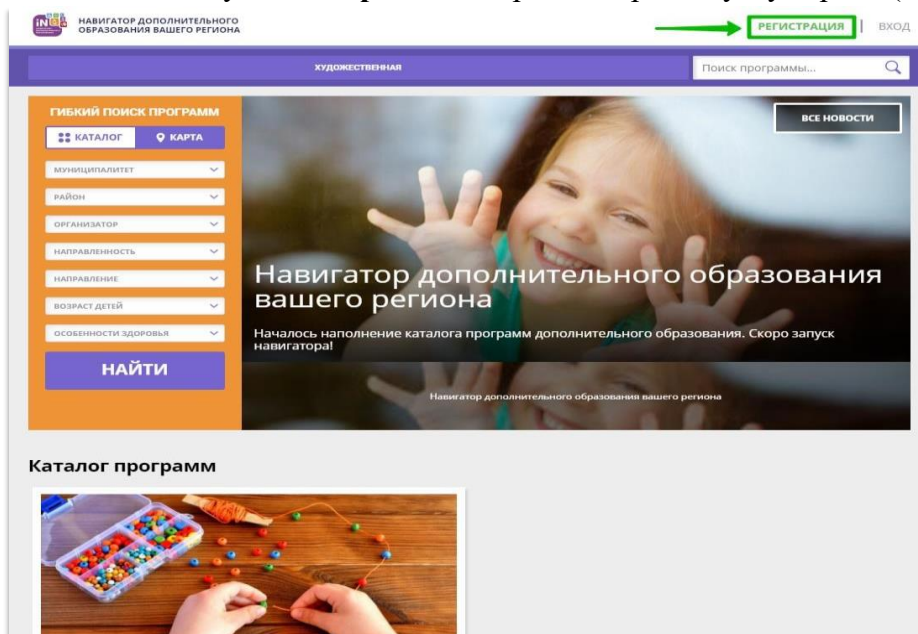 НАВИГАТОР ДОПОЛНИТЕЛЬНОГО
ОБРАЗОВАНИЯ ВАШЕГО РЕГИОНА
РЕГИСТРАЦИЯ | ВХОД
ХУДОЖЕСТВЕННАЯ
Поиск программы...
ГИБКИЙ ПОИСК ПРОГРАММ
КАТАЛОГ
КАРТА
МУНИЦИПАЛИТЕТ
РАЙОН
ОРГАНИЗАТОР
НАПРАВЛЕННОСТЬ
НАПРАВЛЕНИЕ
ВОЗРАСТ ДЕТЕЙ
ОСОБЕННОСТИ ЗДОРОВЬЯ
НАЙТИ
ВСЕ НОВОСТИ
Навигатор дополнительного образования
вашего региона
Началось наполнение каталога программ дополнительного образования. Скоро запуск
навигатора!
Навигатор дополнительного образования вашего региона
Каталог программ